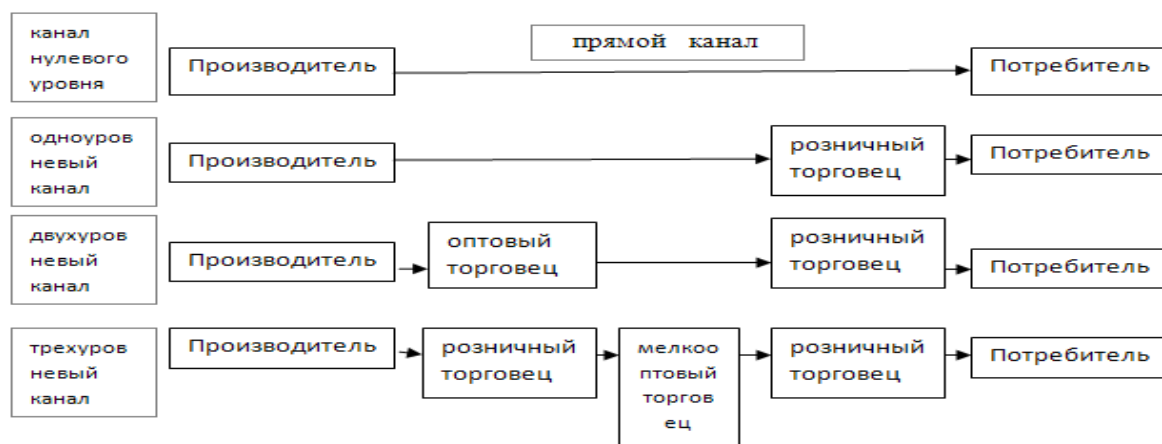 канал
нулевого
уровня
Производитель
прямой канал
Потребитель
одноуров
невый
канал
Производитель
розничный
торговец
Потребитель
двухуров
невый
канал
Производитель
оптовый
торговец
розничный
торговец
Потребитель
трехуров
невый
канал
Производитель
розничный
торговец
мелкоо
птовый
торгов
ец
розничный
торговец
Потребитель